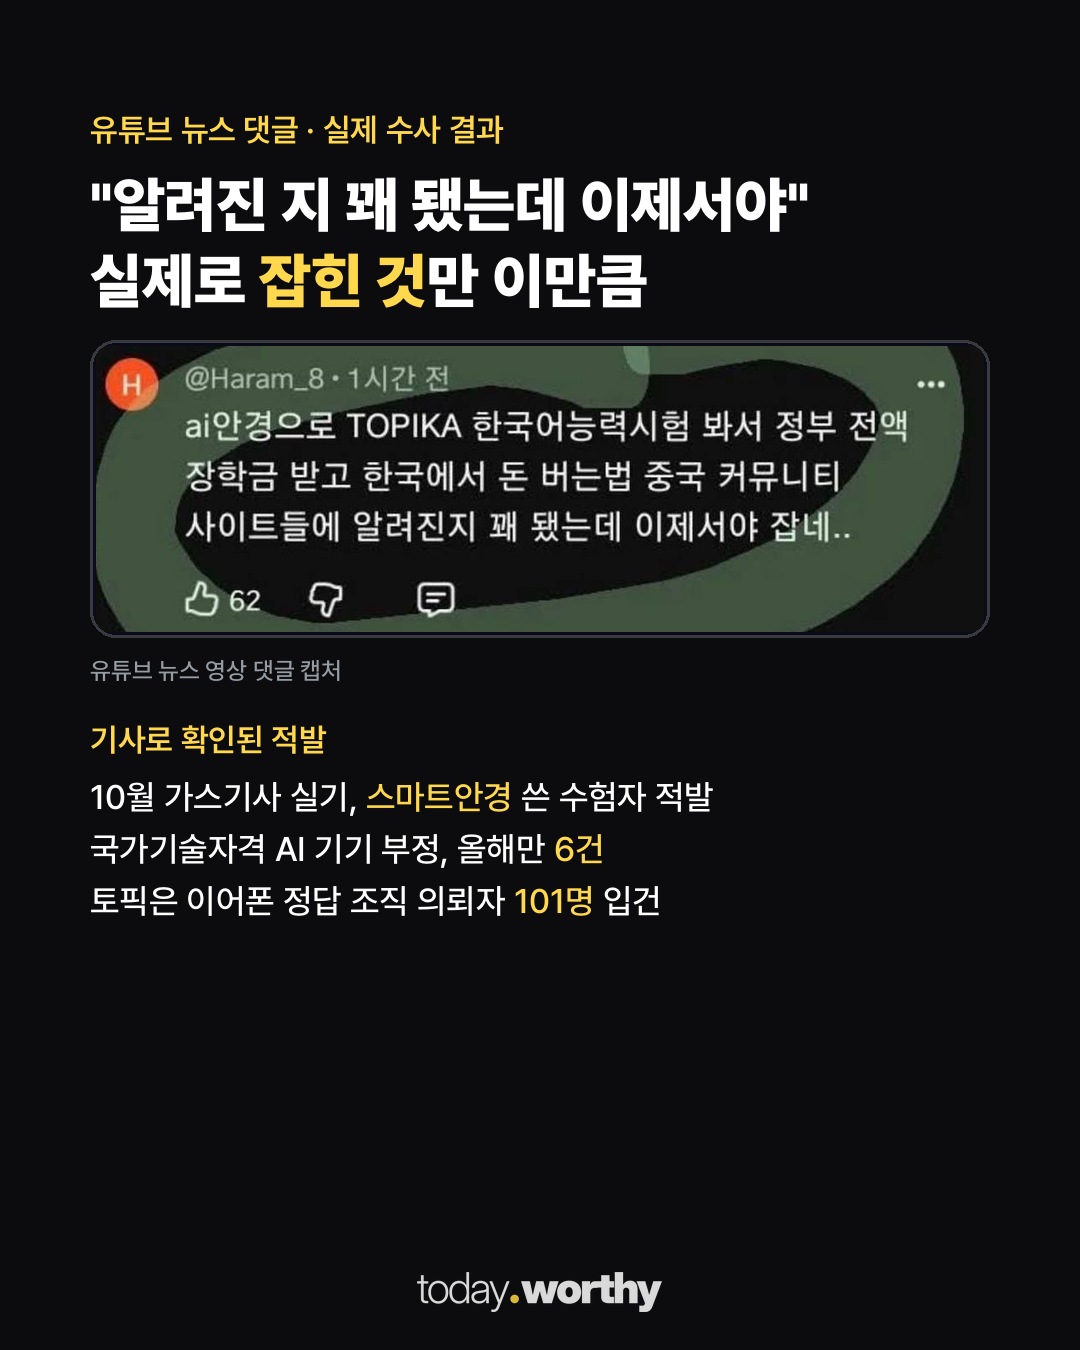 유튜브 뉴스 댓글 · 실제 수사 결과
"알려진 지 꽤 됐는데 이제서야"
실제로 잡힌 것만 이만큼
H
@Haram_8 · 1시간 전
ai안경으로 TOPIKA 한국어능력시험 봐서 정부 전액
장학금 받고 한국에서 돈 버는법 중국 커뮤니티
사이트들에 알려진지 꽤 됐는데 이제서야 잡네..
62
유튜브 뉴스 영상 댓글 캡처
기사로 확인된 적발
10월 가스기사 실기, 스마트안경 쓴 수험자 적발
국가기술자격 AI 기기 부정, 올해만 6건
토픽은 이어폰 정답 조직 의뢰자 101명 입건
today.worthy